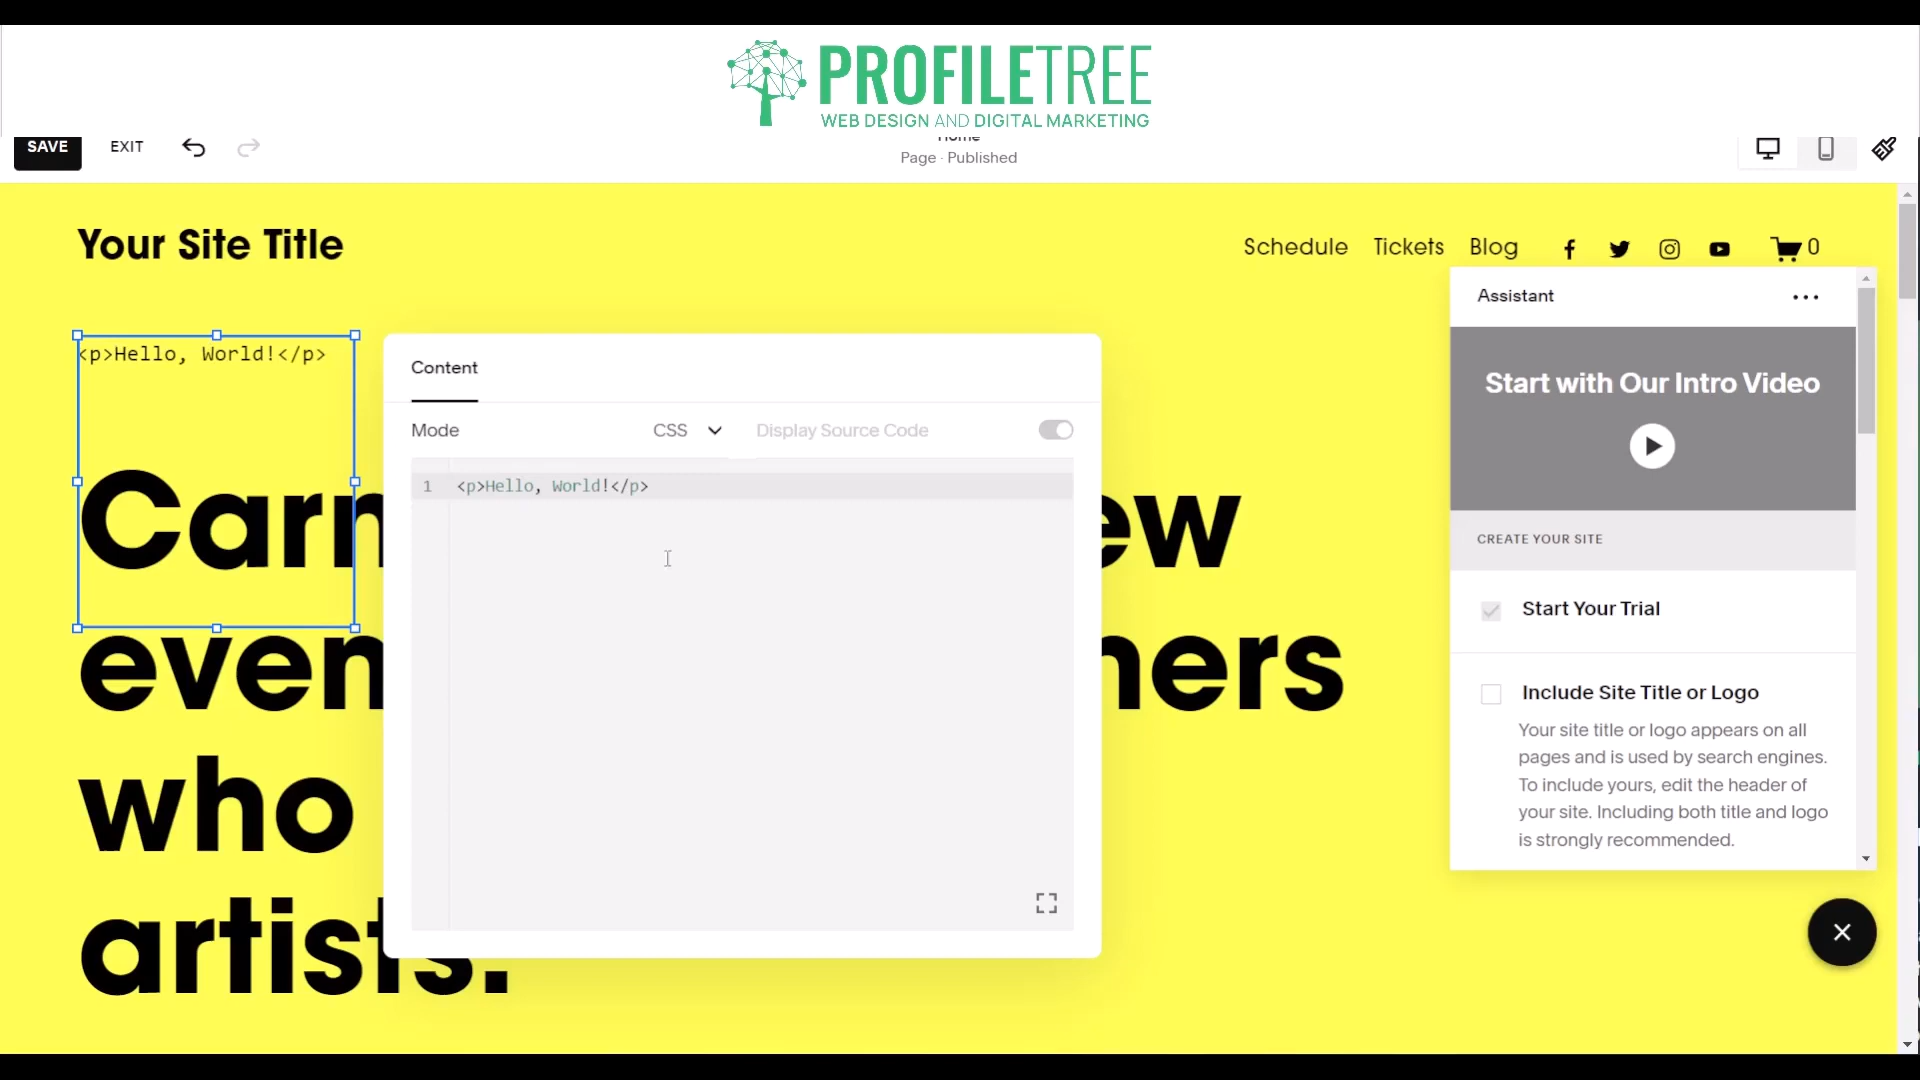 PROFILETREE
WEB DESIGN AND DIGITAL MARKETING
SAVE
EXIT
Home
Page · Published
Your Site Title
Schedule
Tickets
Blog
0
<p>Hello, World!</p>
Content
Mode
CSS
Display Source Code
1
<p>Hello, World!</p>
Assistant
Start with Our Intro Video
CREATE YOUR SITE
Start Your Trial
Include Site Title or Logo
Your site title or logo appears on all
pages and is used by search engines.
To include yours, edit the header of
your site. Including both title and logo
is strongly recommended.
who
artists.